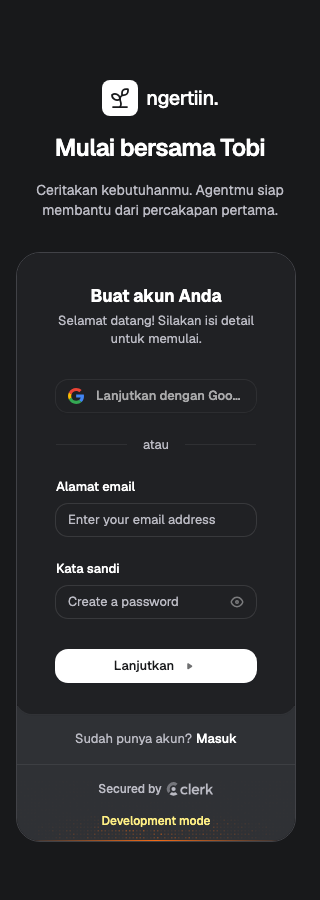 ngertiin.
Mulai bersama Tobi
Ceritakan kebutuhanmu. Agentmu siap
membantu dari percakapan pertama.
Buat akun Anda
Selamat datang! Silakan isi detail
untuk memulai.
Lanjutkan dengan Goo...
atau
Alamat email
Enter your email address
Kata sandi
Create a password
Lanjutkan
Sudah punya akun? Masuk
Secured by clerk
Development mode